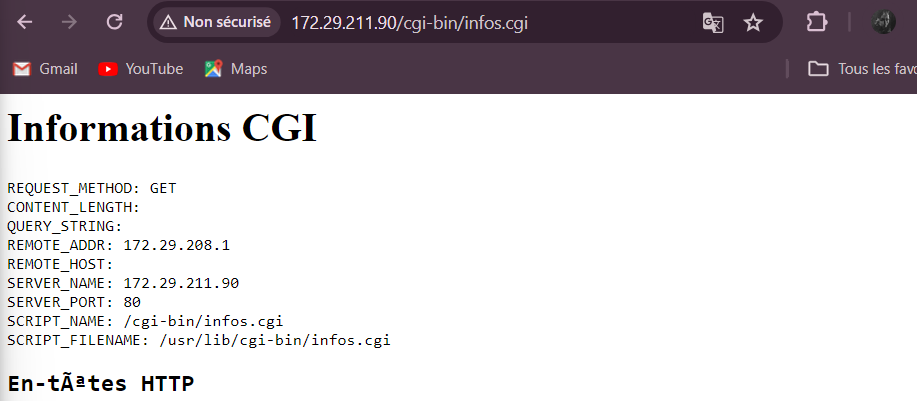 Non sécurisé 172.29.211.90/cgi-bin/infos.cgi
Gmail YouTube Maps Tous les favo
Informations CGI
REQUEST_METHOD: GET
CONTENT_LENGTH:
QUERY_STRING:
REMOTE_ADDR: 172.29.208.1
REMOTE_HOST:
SERVER_NAME: 172.29.211.90
SERVER_PORT: 80
SCRIPT_NAME: /cgi-bin/infos.cgi
SCRIPT_FILENAME: /usr/lib/cgi-bin/infos.cgi
En-tÃªtes HTTP